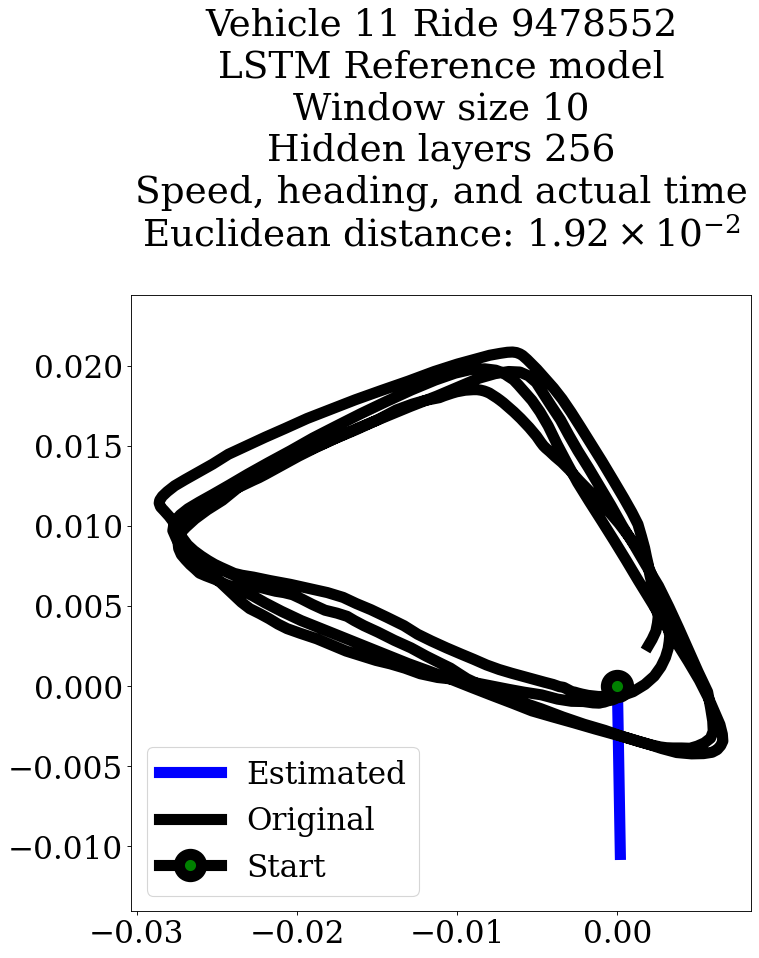 Vehicle 11 Ride 9478552
LSTM Reference model
Window size 10
Hidden layers 256
Speed, heading, and actual time
Euclidean distance: 1.92 × 10⁻²
0.020
0.015
0.010
0.005
0.000
−0.005
−0.010
Estimated
Original
Start
−0.03 −0.02 −0.01 0.00